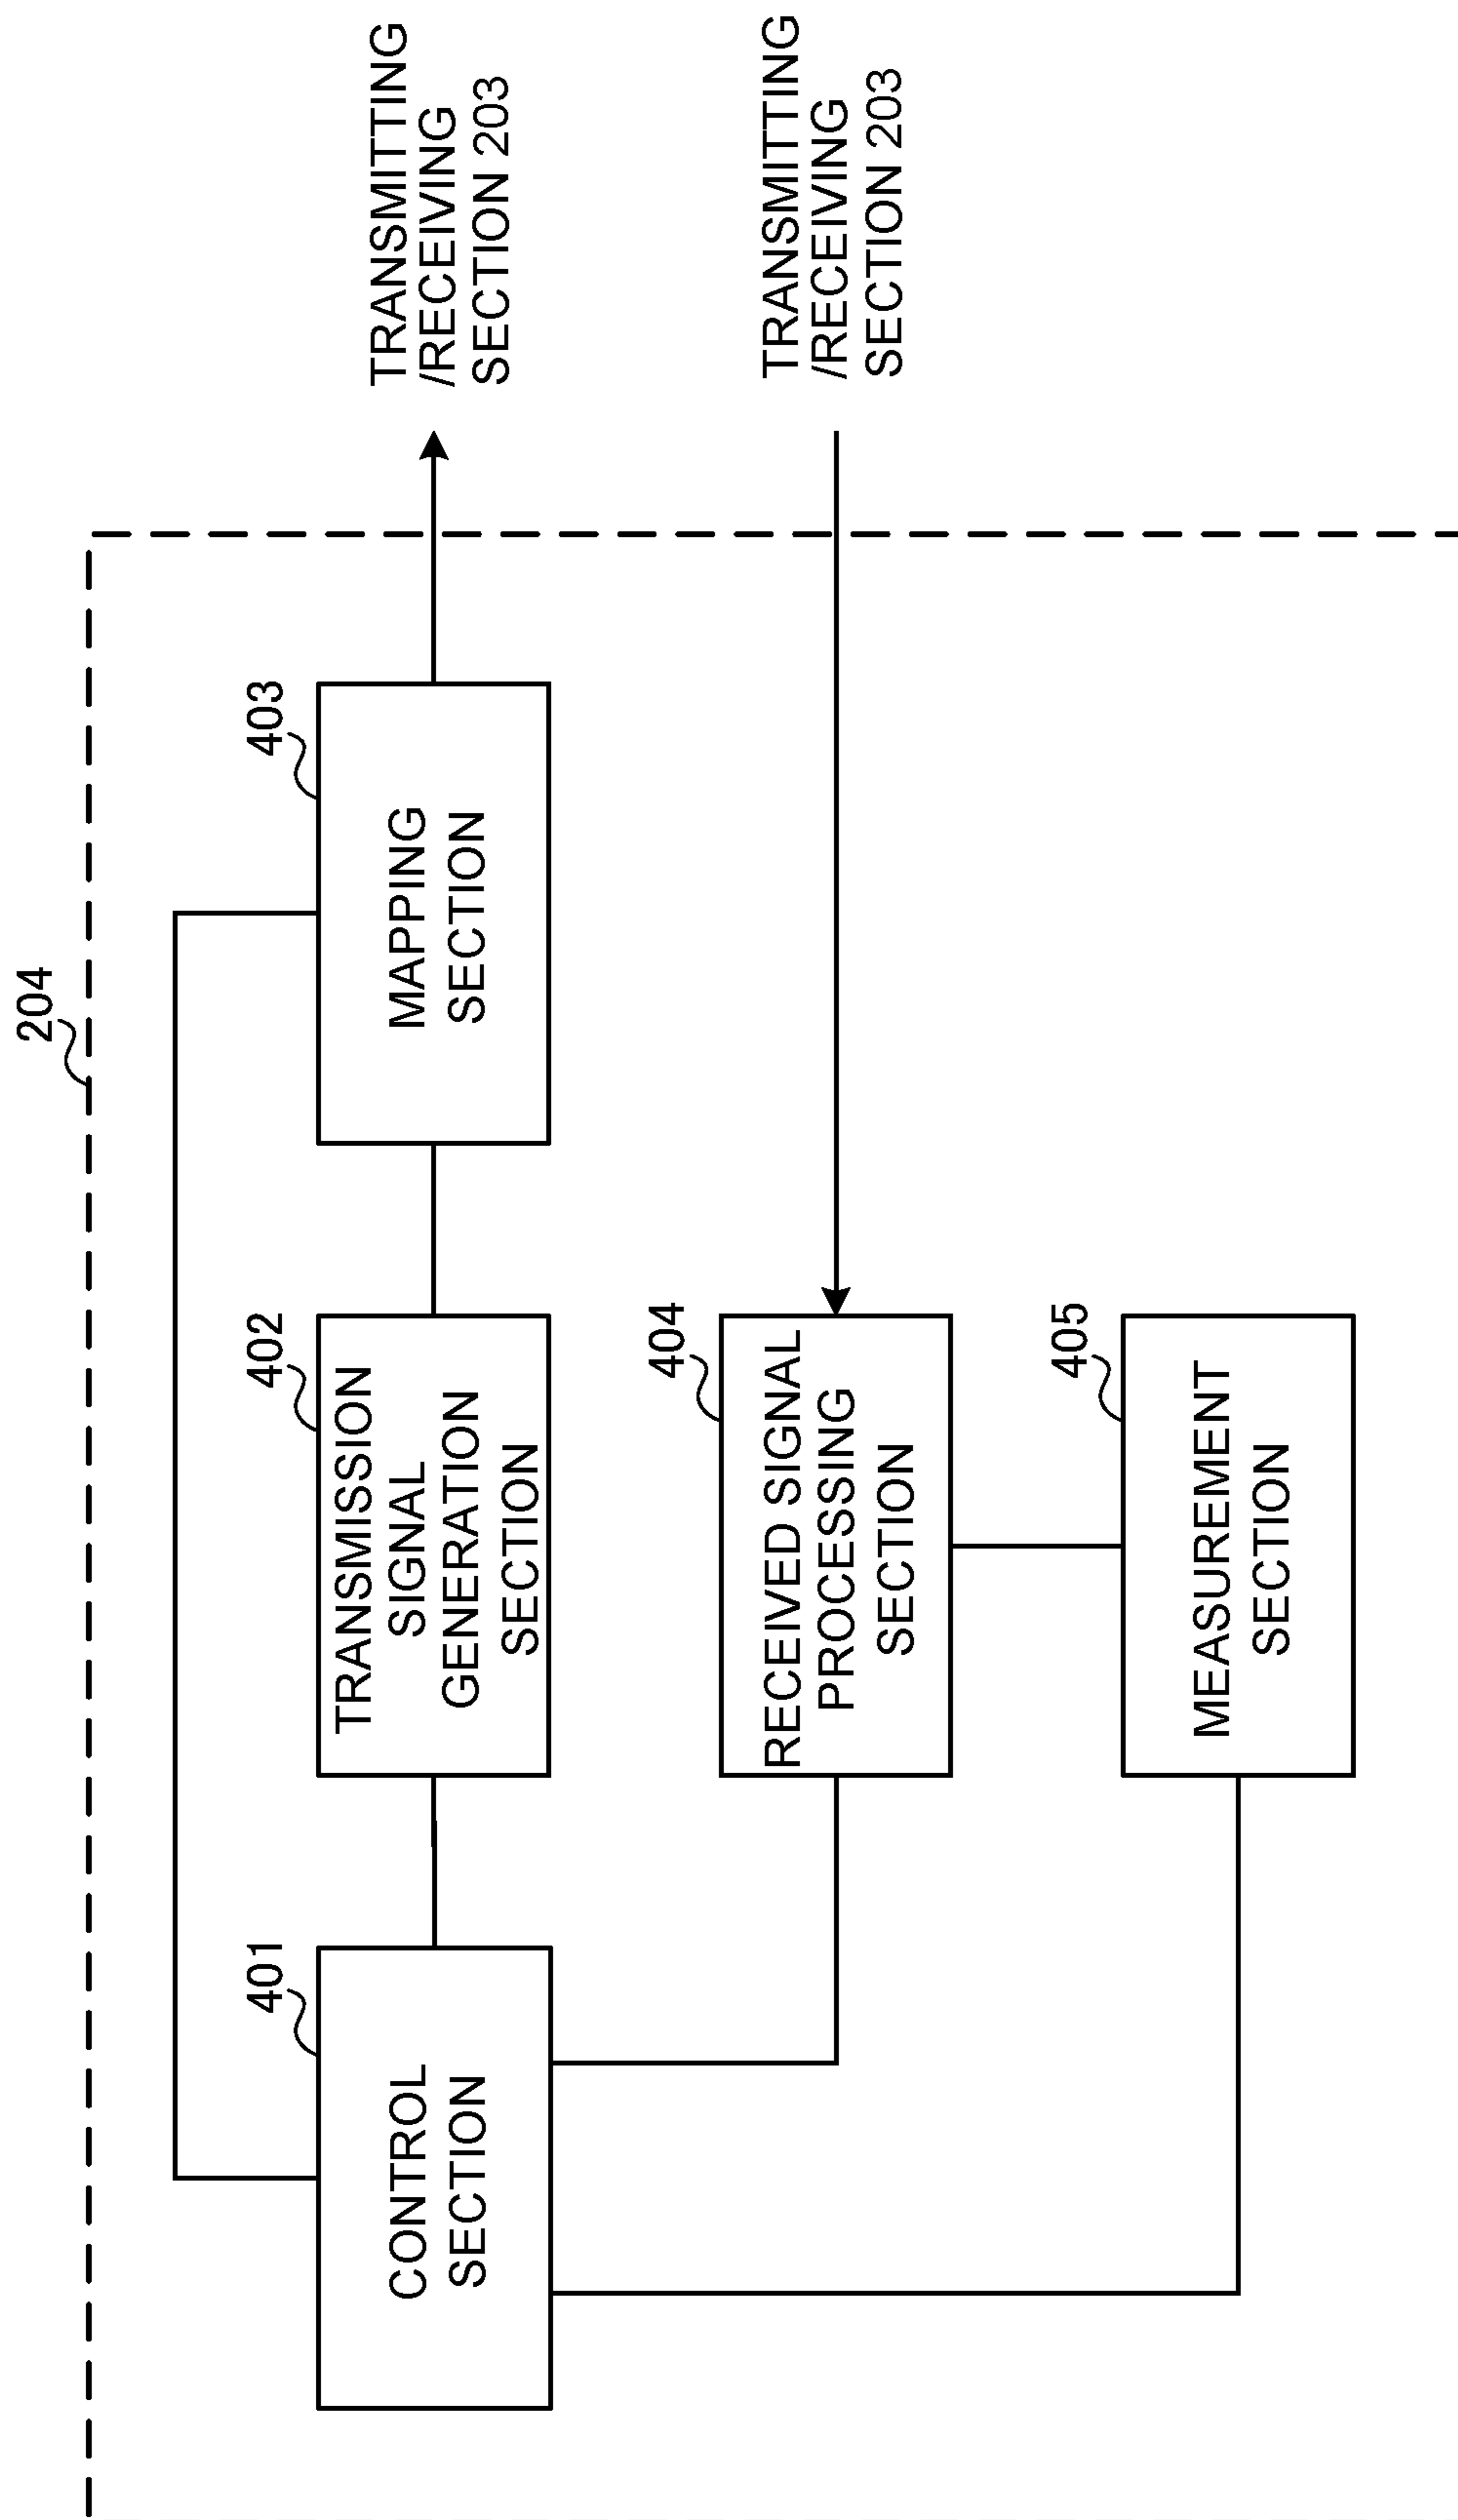 204
401
CONTROL
SECTION
402
TRANSMISSION
SIGNAL
GENERATION
SECTION
403
MAPPING
SECTION
TRANSMITTING
/RECEIVING
SECTION 203
404
RECEIVED SIGNAL
PROCESSING
SECTION
TRANSMITTING
/RECEIVING
SECTION 203
405
MEASUREMENT
SECTION